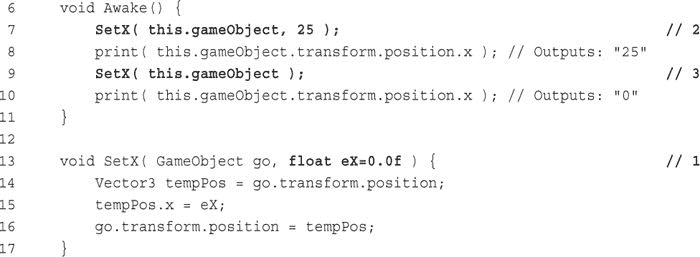 6 void Awake() {
7 SetX( this.gameObject, 25 ); // 2
8 print( this.gameObject.transform.position.x ); // Outputs: "25"
9 SetX( this.gameObject ); // 3
10 print( this.gameObject.transform.position.x ); // Outputs: "0"
11 }
12
13 void SetX( GameObject go, float eX=0.0f ) { // 1
14 Vector3 tempPos = go.transform.position;
15 tempPos.x = eX;
16 go.transform.position = tempPos;
17 }